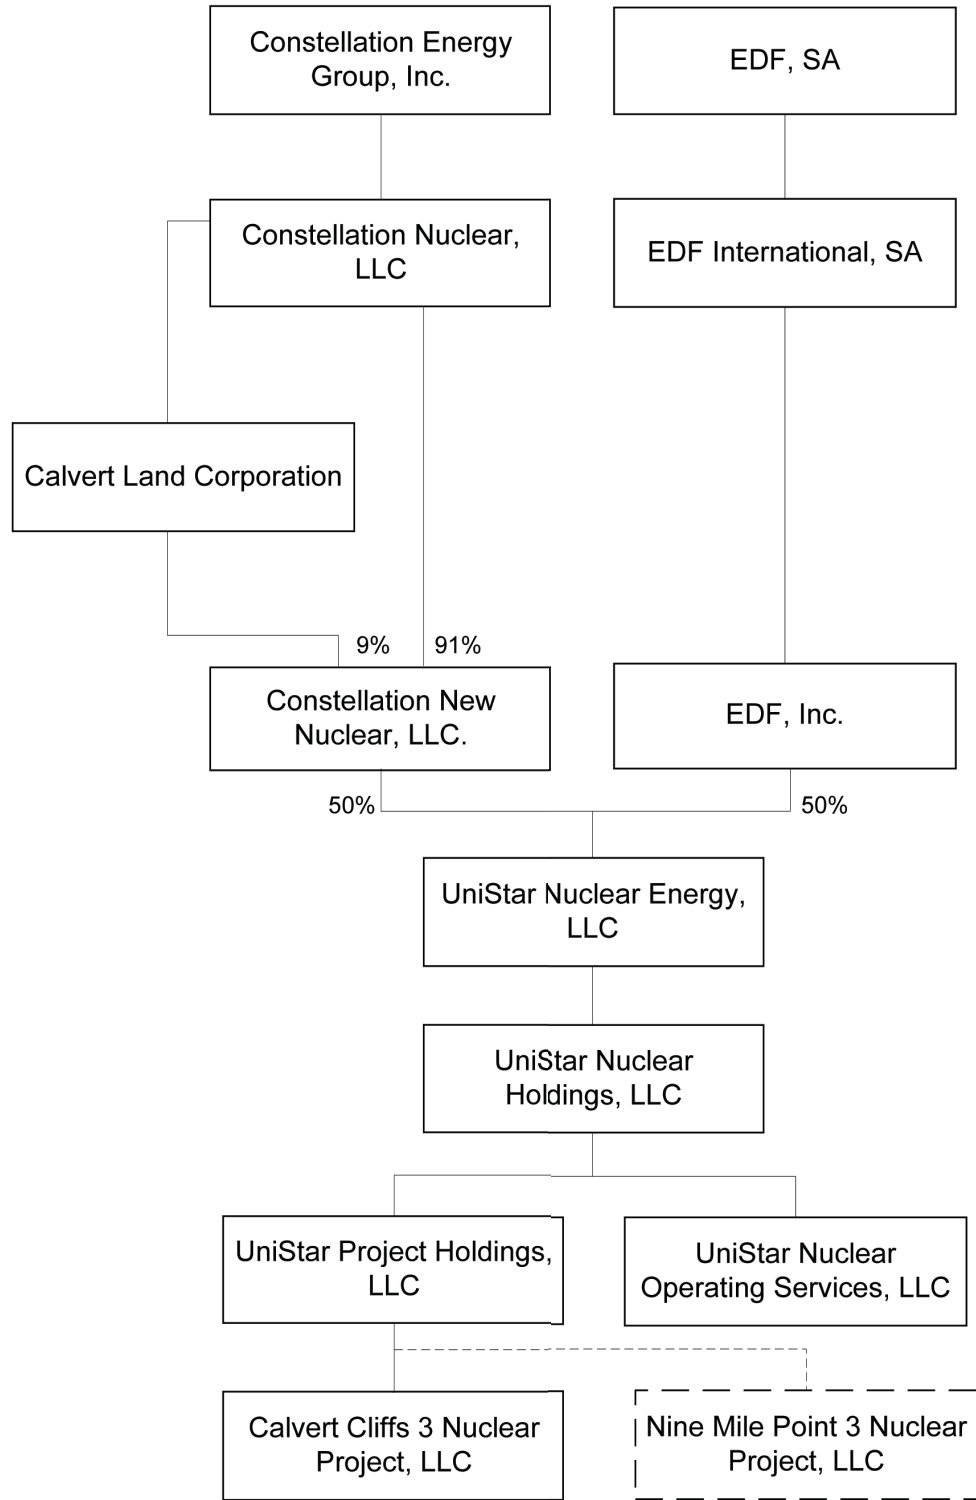 Constellation Energy
Group, Inc.
EDF, SA
Constellation Nuclear,
LLC
EDF International, SA
Calvert Land Corporation
9%
91%
Constellation New
Nuclear, LLC.
EDF, Inc.
50%
50%
UniStar Nuclear Energy,
LLC
UniStar Nuclear
Holdings, LLC
UniStar Project Holdings,
LLC
UniStar Nuclear
Operating Services, LLC
Calvert Cliffs 3 Nuclear
Project, LLC
Nine Mile Point 3 Nuclear
Project, LLC